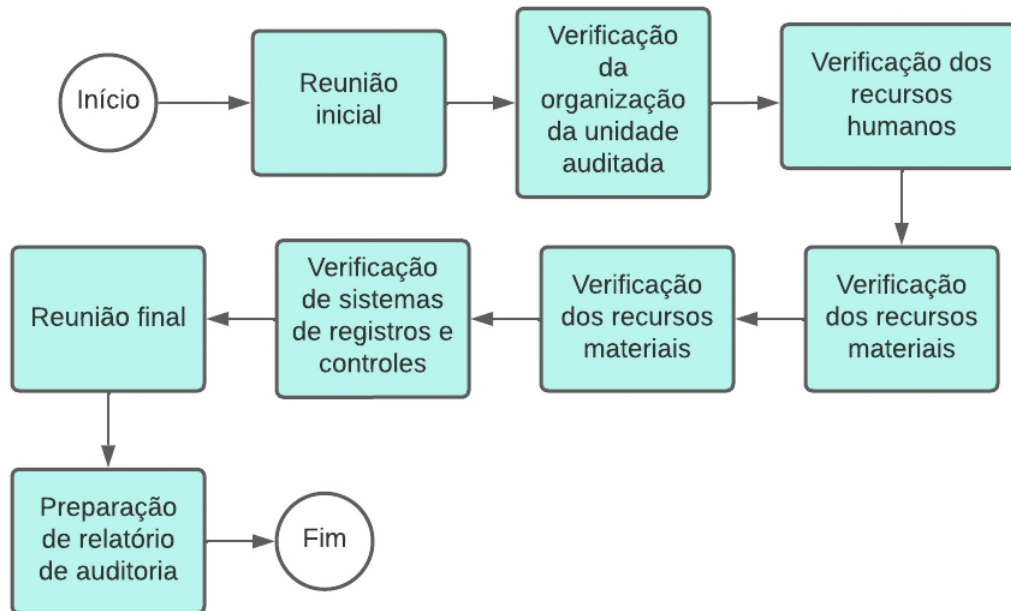 Início
Reunião
inicial
Verificação
da
organização
da unidade
auditada
Verificação dos
recursos
humanos
Verificação
dos recursos
materiais
Verificação
dos recursos
materiais
Verificação
de sistemas
de registros e
controles
Reunião final
Preparação
de relatório
de auditoria
Fim